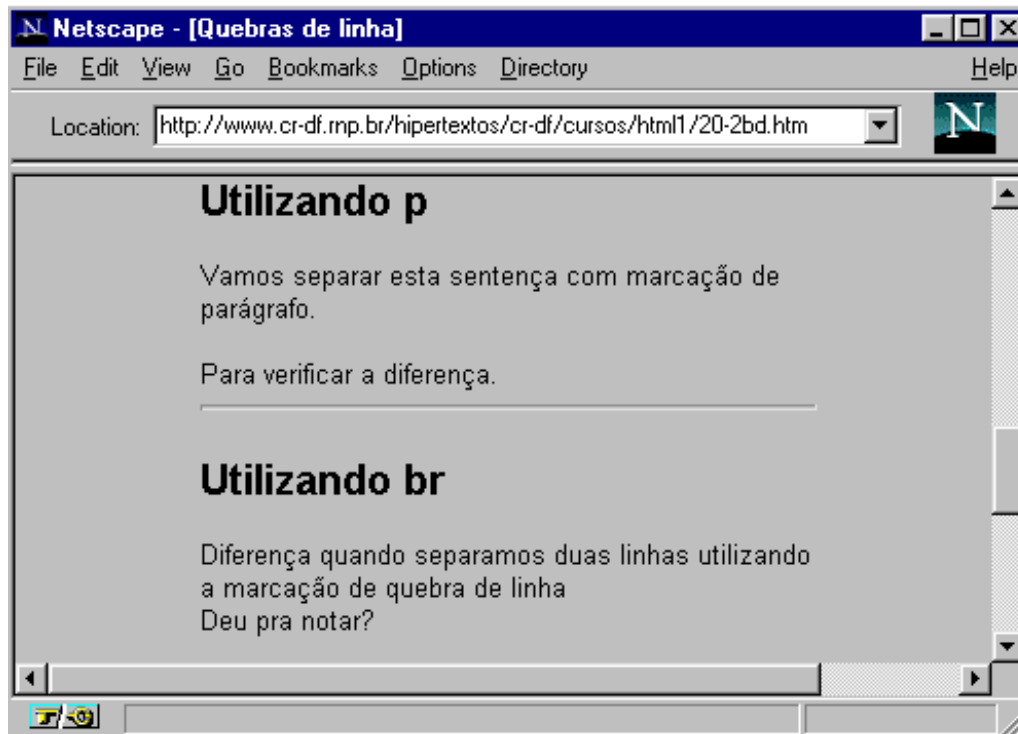 Netscape - [Quebras de linha]
File Edit View Go Bookmarks Options Directory Help
Location: http://www.cr-df.rnp.br/hipertextos/cr-df/cursos/html1/20-2bd.htm
N
Utilizando p
Vamos separar esta sentença com marcação de
parágrafo.
Para verificar a diferença.
Utilizando br
Diferença quando separamos duas linhas utilizando
a marcação de quebra de linha
Deu pra notar?